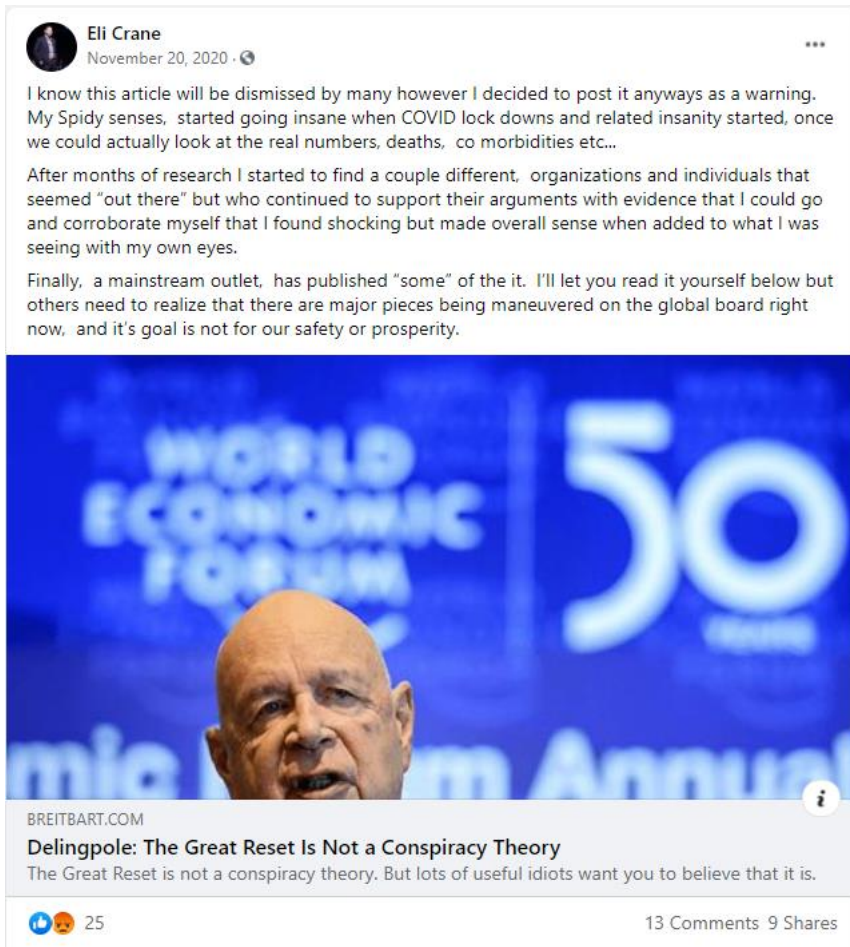 Eli Crane
November 20, 2020 ·
I know this article will be dismissed by many however I decided to post it anyways as a warning.
My Spidy senses, started going insane when COVID lock downs and related insanity started, once
we could actually look at the real numbers, deaths, co morbidities etc...
After months of research I started to find a couple different, organizations and individuals that
seemed “out there” but who continued to support their arguments with evidence that I could go
and corroborate myself that I found shocking but made overall sense when added to what I was
seeing with my own eyes.
Finally, a mainstream outlet, has published “some” of the it. I’ll let you read it yourself below but
others need to realize that there are major pieces being maneuvered on the global board right
now, and it’s goal is not for our safety or prosperity.
WORLD
ECONOMIC
FORUM
50
YEARS
mic Forum Annual
BREITBART.COM
Delingpole: The Great Reset Is Not a Conspiracy Theory
The Great Reset is not a conspiracy theory. But lots of useful idiots want you to believe that it is.
25
13 Comments 9 Shares